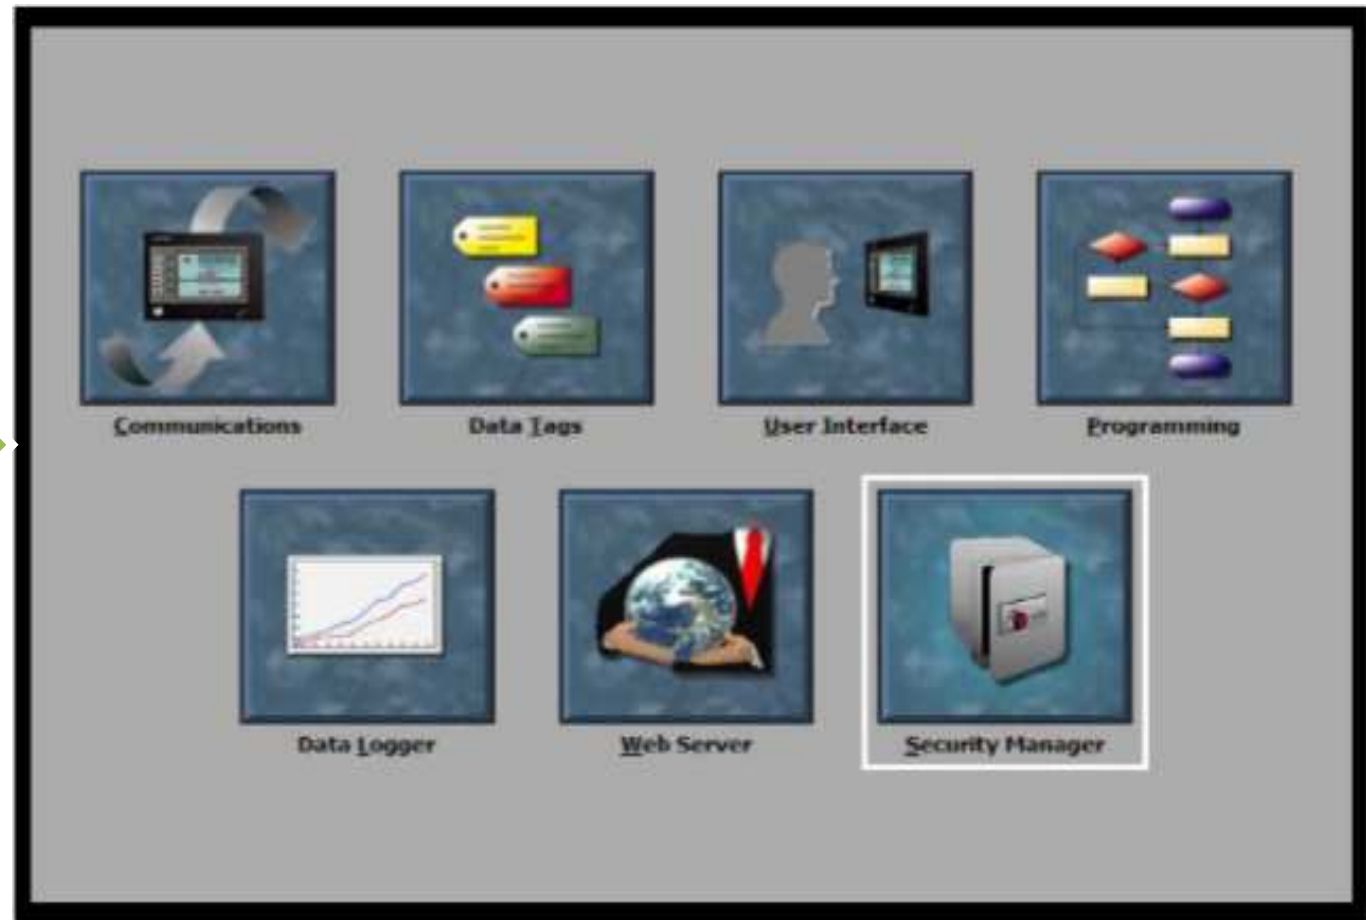 Communications
Data Tags
User Interface
Programming
Data Logger
Web Server
Security Manager